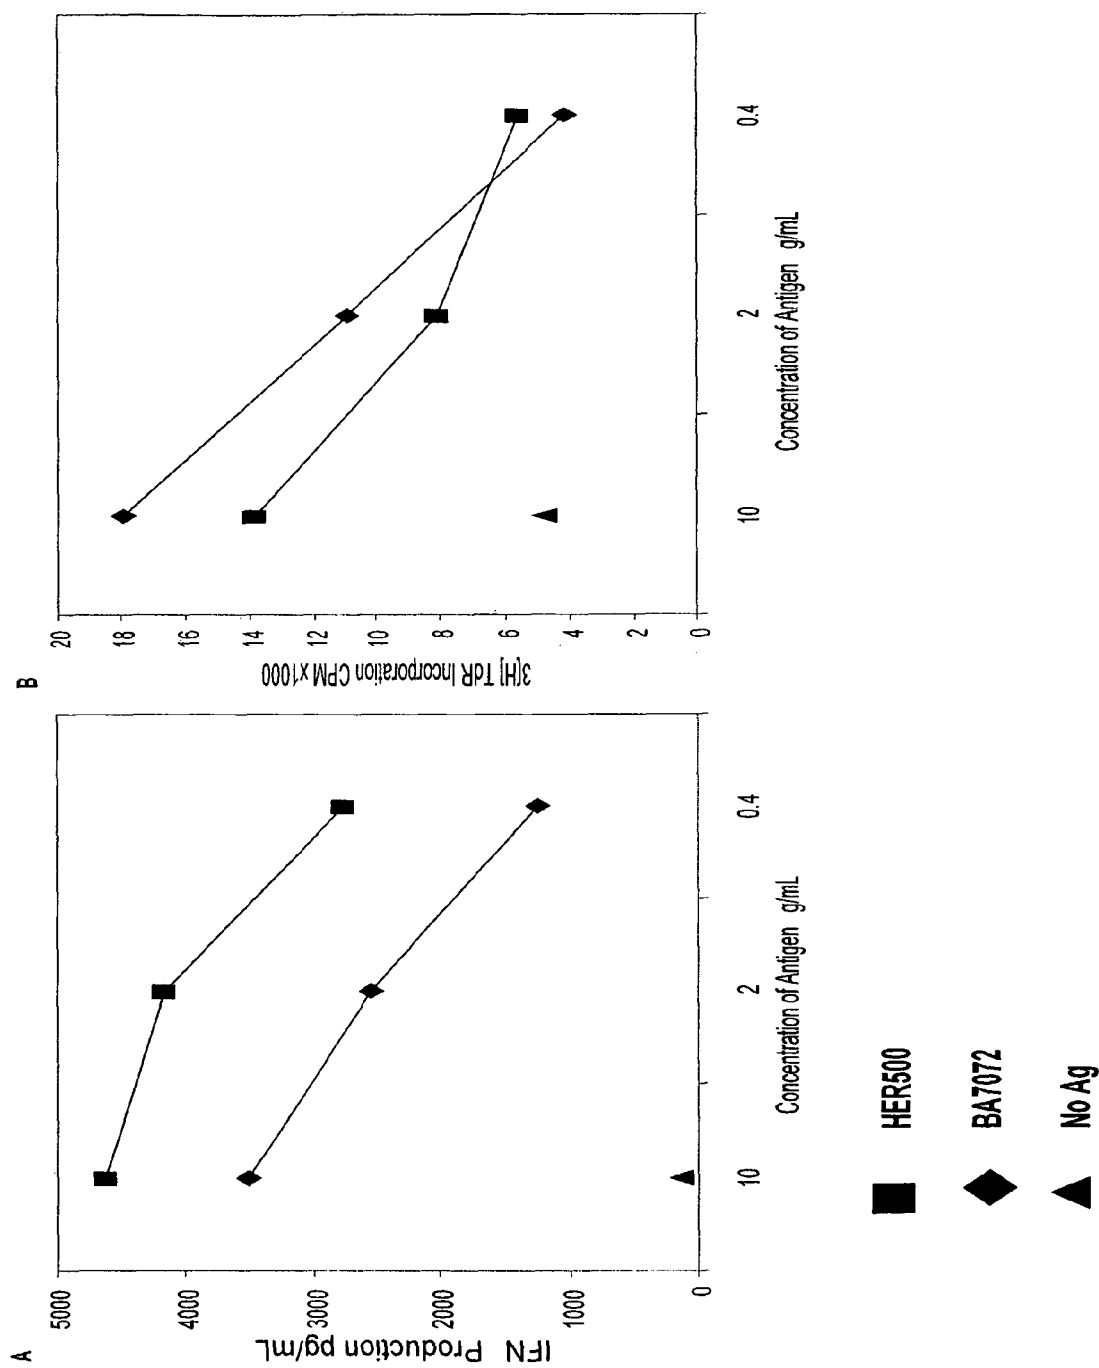 A
IFN Production pg/mL
5000
4000
3000
2000
1000
0
10
2
0.4
Concentration of Antigen g/mL
B
3[H] TdR Incorporation CPM x1000
20
18
16
14
12
10
8
6
4
2
0
10
2
0.4
Concentration of Antigen g/mL
HER500
BA7072
No Ag